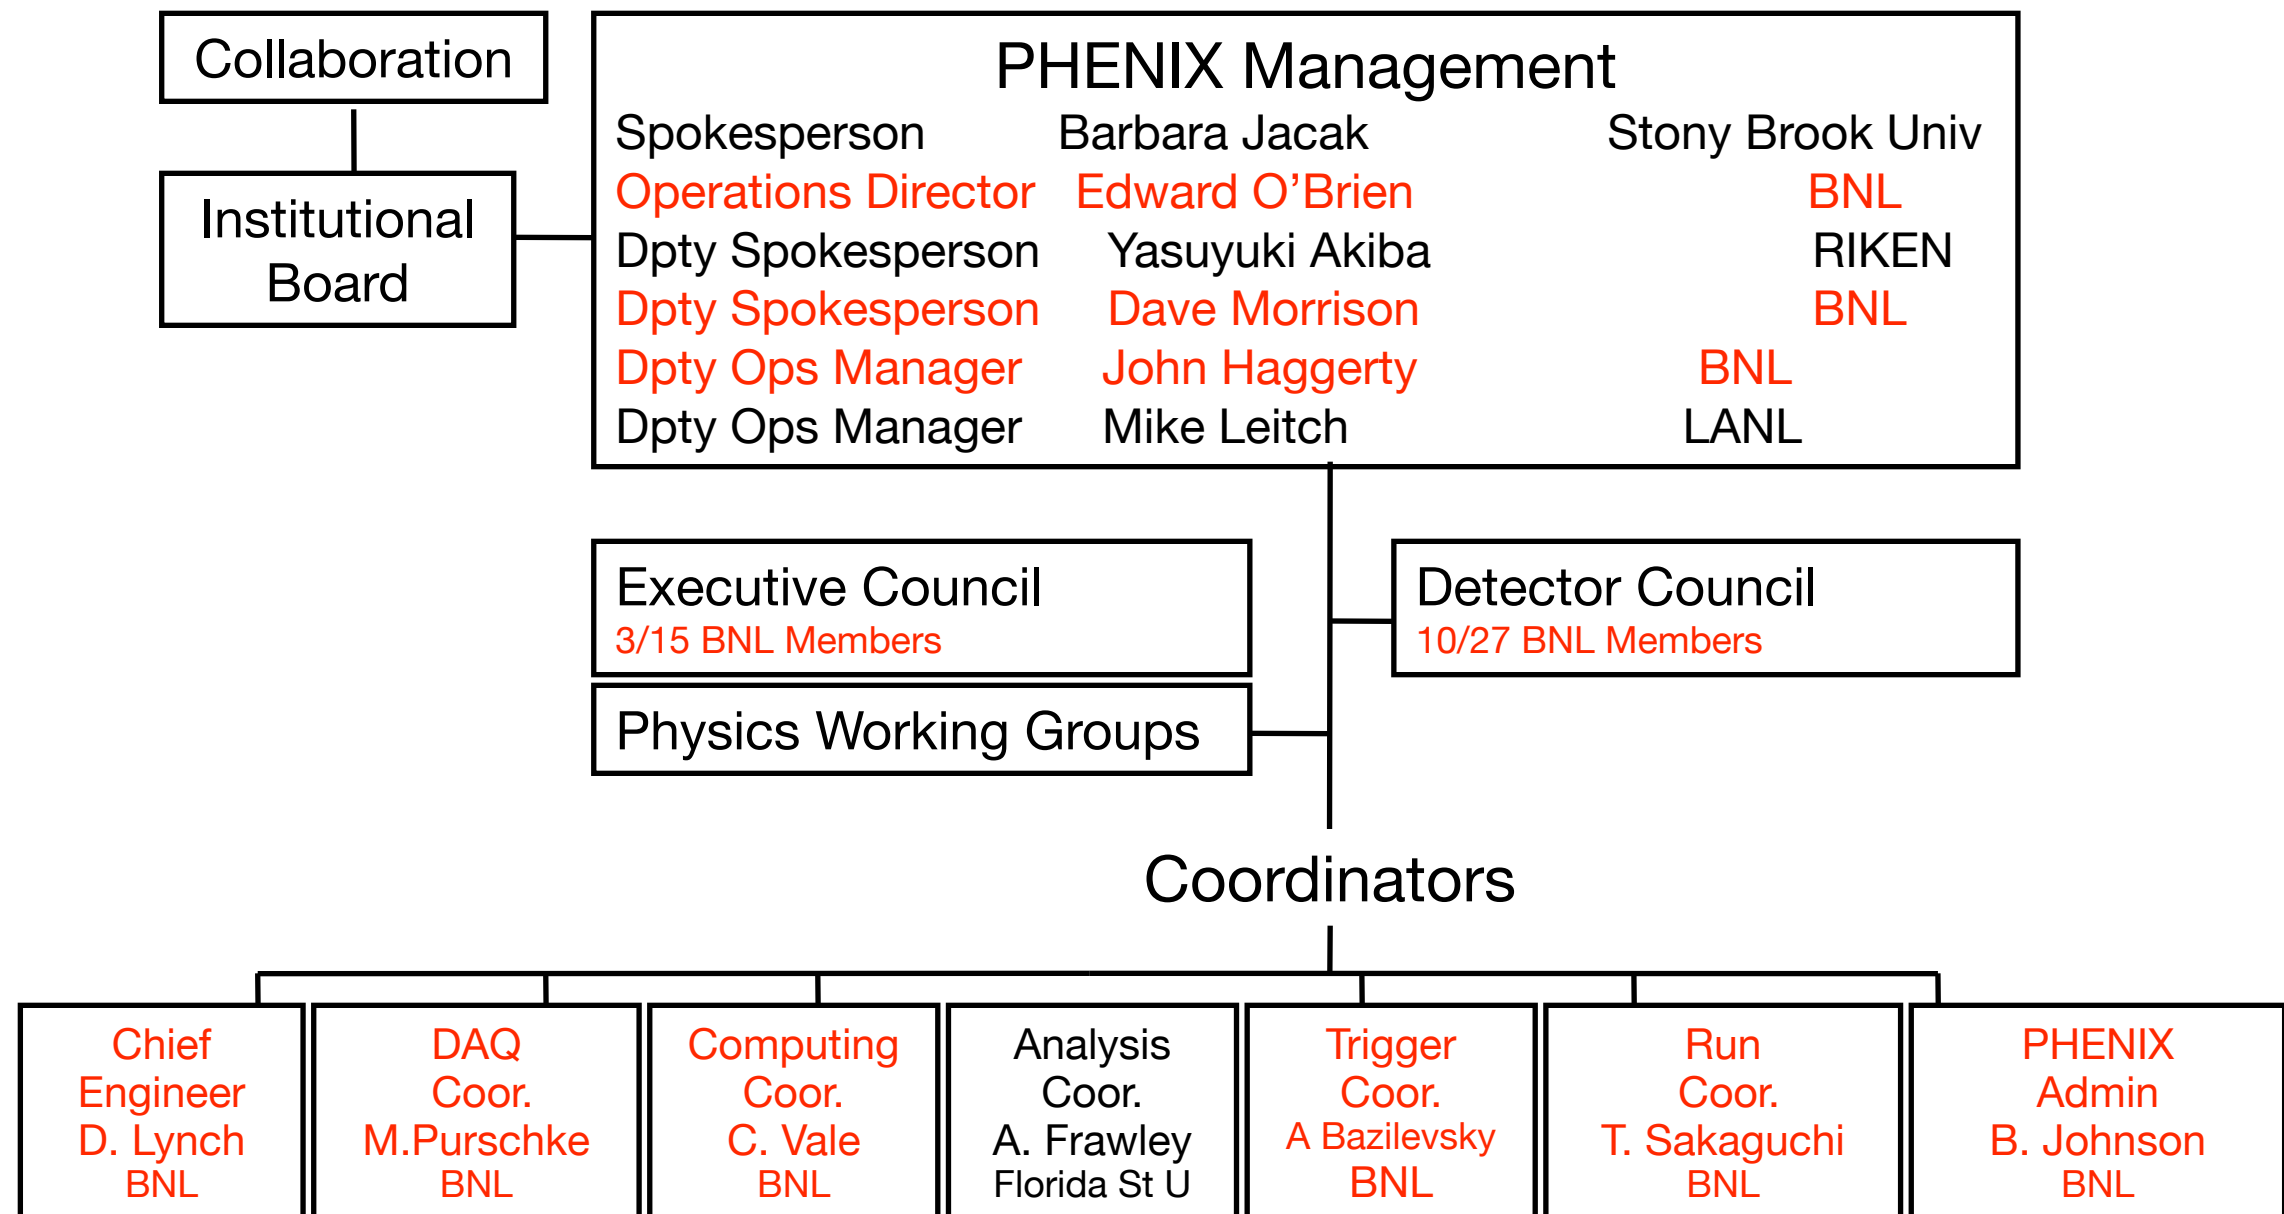 Collaboration
Institutional
Board
PHENIX Management
Spokesperson Barbara Jacak Stony Brook Univ
Operations Director Edward O’Brien BNL
Dpty Spokesperson Yasuyuki Akiba RIKEN
Dpty Spokesperson Dave Morrison BNL
Dpty Ops Manager John Haggerty BNL
Dpty Ops Manager Mike Leitch LANL
Executive Council
3/15 BNL Members
Detector Council
10/27 BNL Members
Physics Working Groups
Coordinators
Chief
Engineer
D. Lynch
BNL
DAQ
Coor.
M.Purschke
BNL
Computing
Coor.
C. Vale
BNL
Analysis
Coor.
A. Frawley
Florida St U
Trigger
Coor.
A Bazilevsky
BNL
Run
Coor.
T. Sakaguchi
BNL
PHENIX
Admin
B. Johnson
BNL